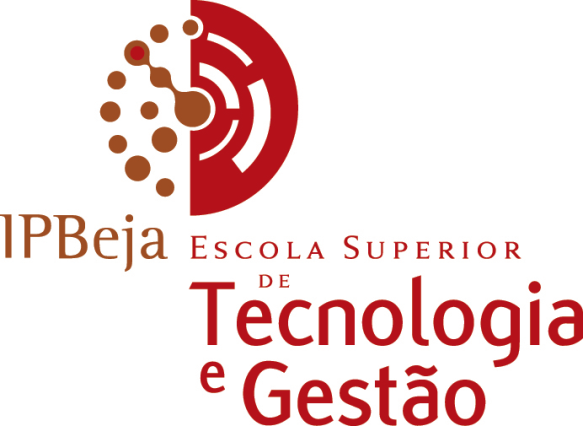 IPBeja ESCOLA SUPERIOR
DE
Tecnologia
e Gestão